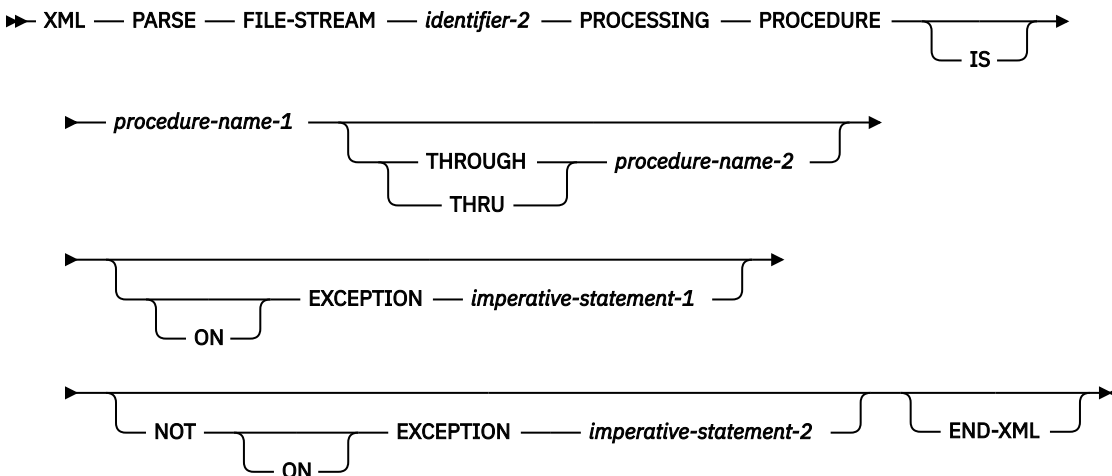 XML PARSE FILE-STREAM identifier-2 PROCESSING PROCEDURE
IS
procedure-name-1
THROUGH procedure-name-2
THRU
EXCEPTION imperative-statement-1
ON
NOT EXCEPTION imperative-statement-2 END-XML
ON